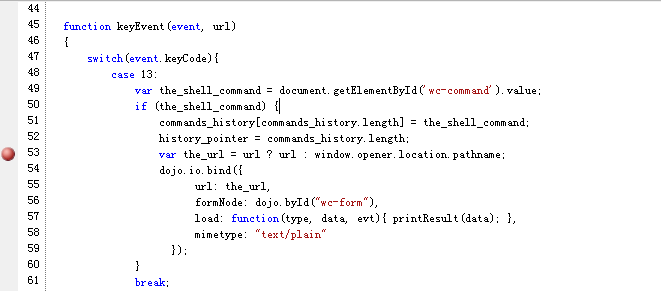 44
45 function keyEvent(event, url)
46 {
47 switch(event.keyCode){
48 case 13:
49 var the_shell_command = document.getElementById('wc-command').value;
50 if (the_shell_command) {
51 commands_history[commands_history.length] = the_shell_command;
52 history_pointer = commands_history.length;
53 var the_url = url ? url : window.opener.location.pathname;
54 dojo.io.bind({
55 url: the_url,
56 formNode: dojo.byId("wc-form"),
57 load: function(type, data, evt){ printResult(data); },
58 mimetype: "text/plain"
59 });
60 }
61 break;